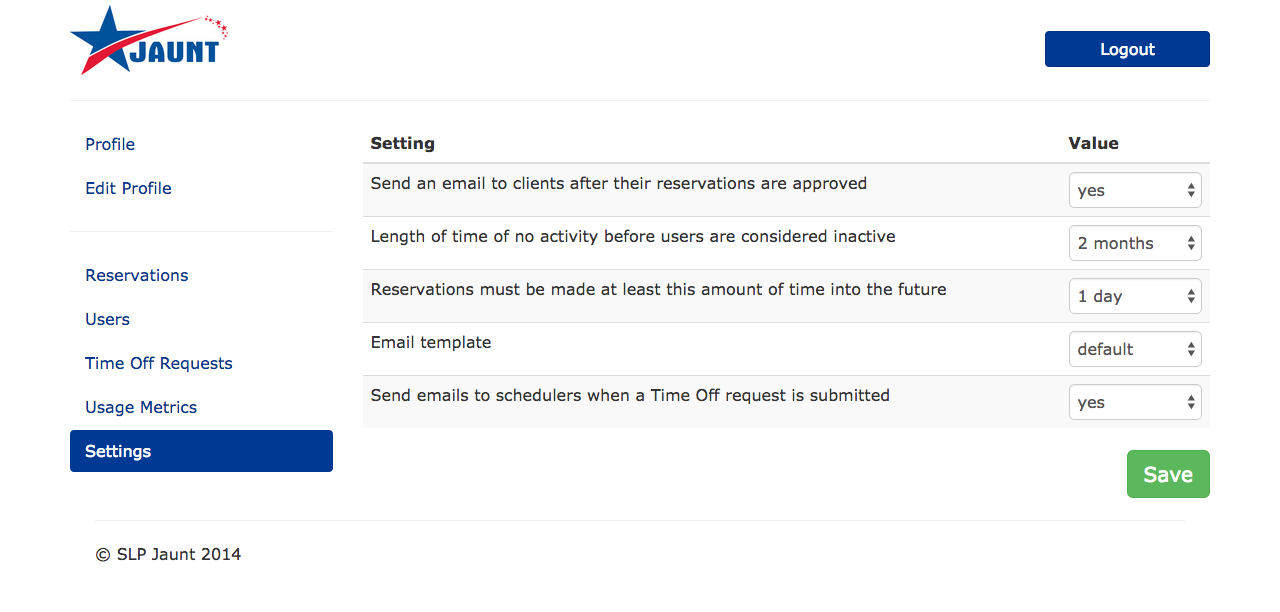 JAUNT
Logout
Profile
Edit Profile
Reservations
Users
Time Off Requests
Usage Metrics
Settings
Setting Value
Send an email to clients after their reservations are approved yes
Length of time of no activity before users are considered inactive 2 months
Reservations must be made at least this amount of time into the future 1 day
Email template default
Send emails to schedulers when a Time Off request is submitted yes
Save
© SLP Jaunt 2014